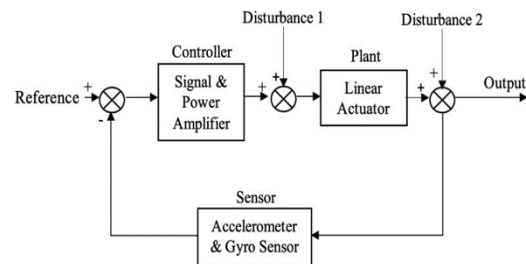 Disturbance 1
Disturbance 2
Controller
Plant
Reference
+
-
Signal &
Power
Amplifier
+
+
Linear
Actuator
+
+
Output
Sensor
Accelerometer
& Gyro Sensor